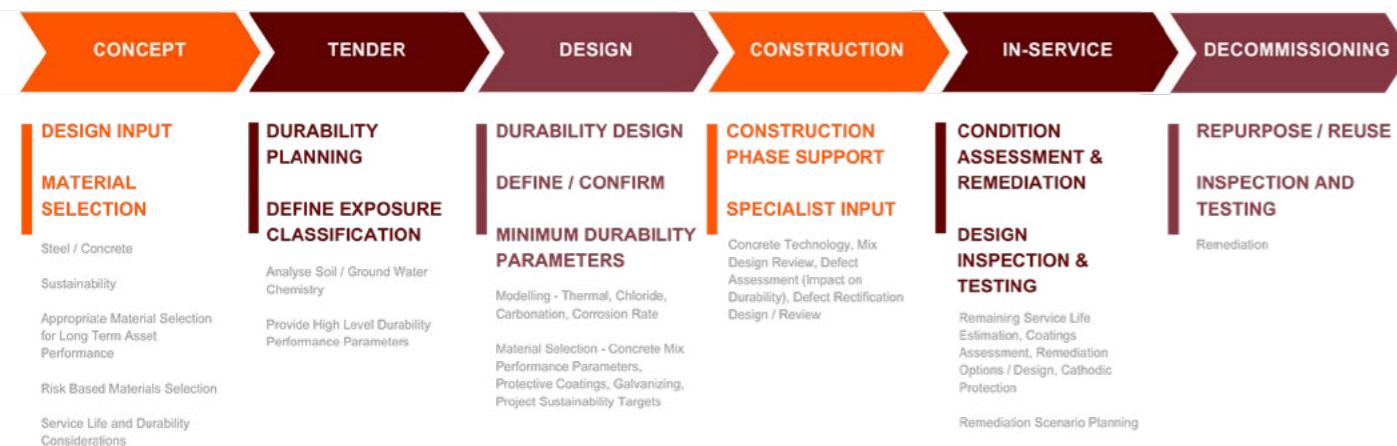 CONCEPT
TENDER
DESIGN
CONSTRUCTION
IN-SERVICE
DECOMMISSIONING
DESIGN INPUT
MATERIAL
SELECTION
Steel / Concrete
Sustainability
Appropriate Material Selection
for Long Term Asset
Performance
Risk Based Materials Selection
Service Life and Durability
Considerations
DURABILITY
PLANNING
DEFINE EXPOSURE
CLASSIFICATION
Analyse Soil / Ground Water
Chemistry
Provide High Level Durability
Performance Parameters
DURABILITY DESIGN
DEFINE / CONFIRM
MINIMUM DURABILITY
PARAMETERS
Modelling - Thermal, Chloride,
Carbonation, Corrosion Rate
Material Selection - Concrete Mix
Performance Parameters,
Protective Coatings, Galvanizing,
Project Sustainability Targets
CONSTRUCTION
PHASE SUPPORT
SPECIALIST INPUT
Concrete Technology, Mix
Design Review, Defect
Assessment (Impact on
Durability), Defect Rectification
Design / Review
CONDITION
ASSESSMENT &
REMEDIATION
DESIGN
INSPECTION &
TESTING
Remaining Service Life
Estimation, Coatings
Assessment, Remediation
Options / Design, Cathodic
Protection
Remediation Scenario Planning
REPURPOSE / REUSE
INSPECTION AND
TESTING
Remediation